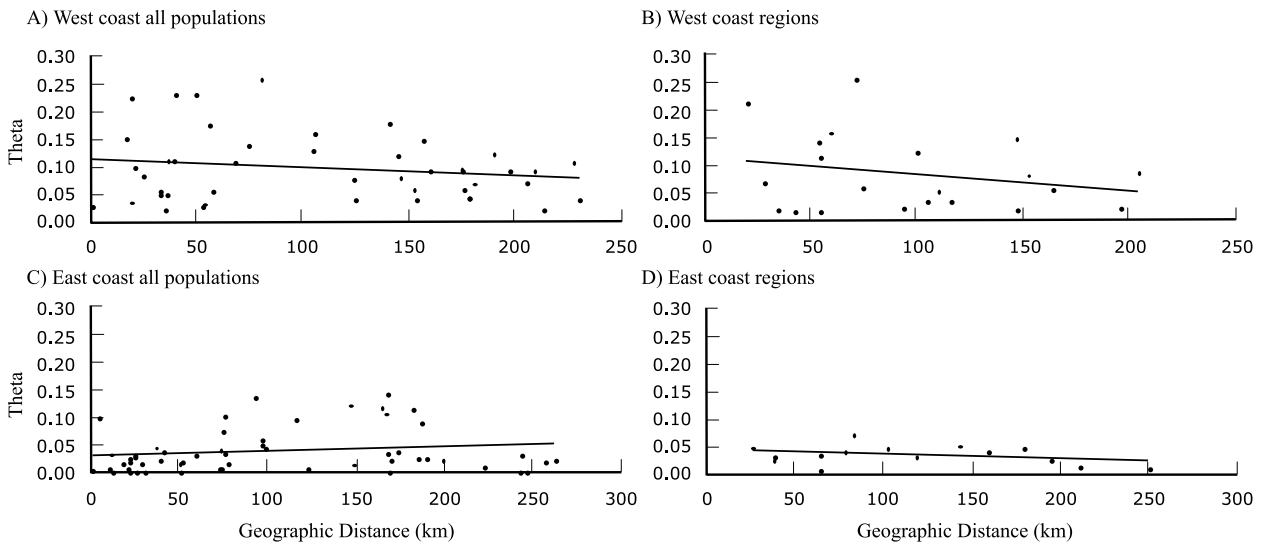 A) West coast all populations
B) West coast regions
0.30
0.25
0.20
0.15
0.10
0.05
0.00
Theta
0 50 100 150 200 250
0.30
0.25
0.20
0.15
0.10
0.05
0.00
0 50 100 150 200 250
C) East coast all populations
D) East coast regions
0.30
0.25
0.20
0.15
0.10
0.05
0.00
Theta
0 50 100 150 200 250 300
Geographic Distance (km)
0.30
0.25
0.20
0.15
0.10
0.05
0.00
0 50 100 150 200 250 300
Geographic Distance (km)